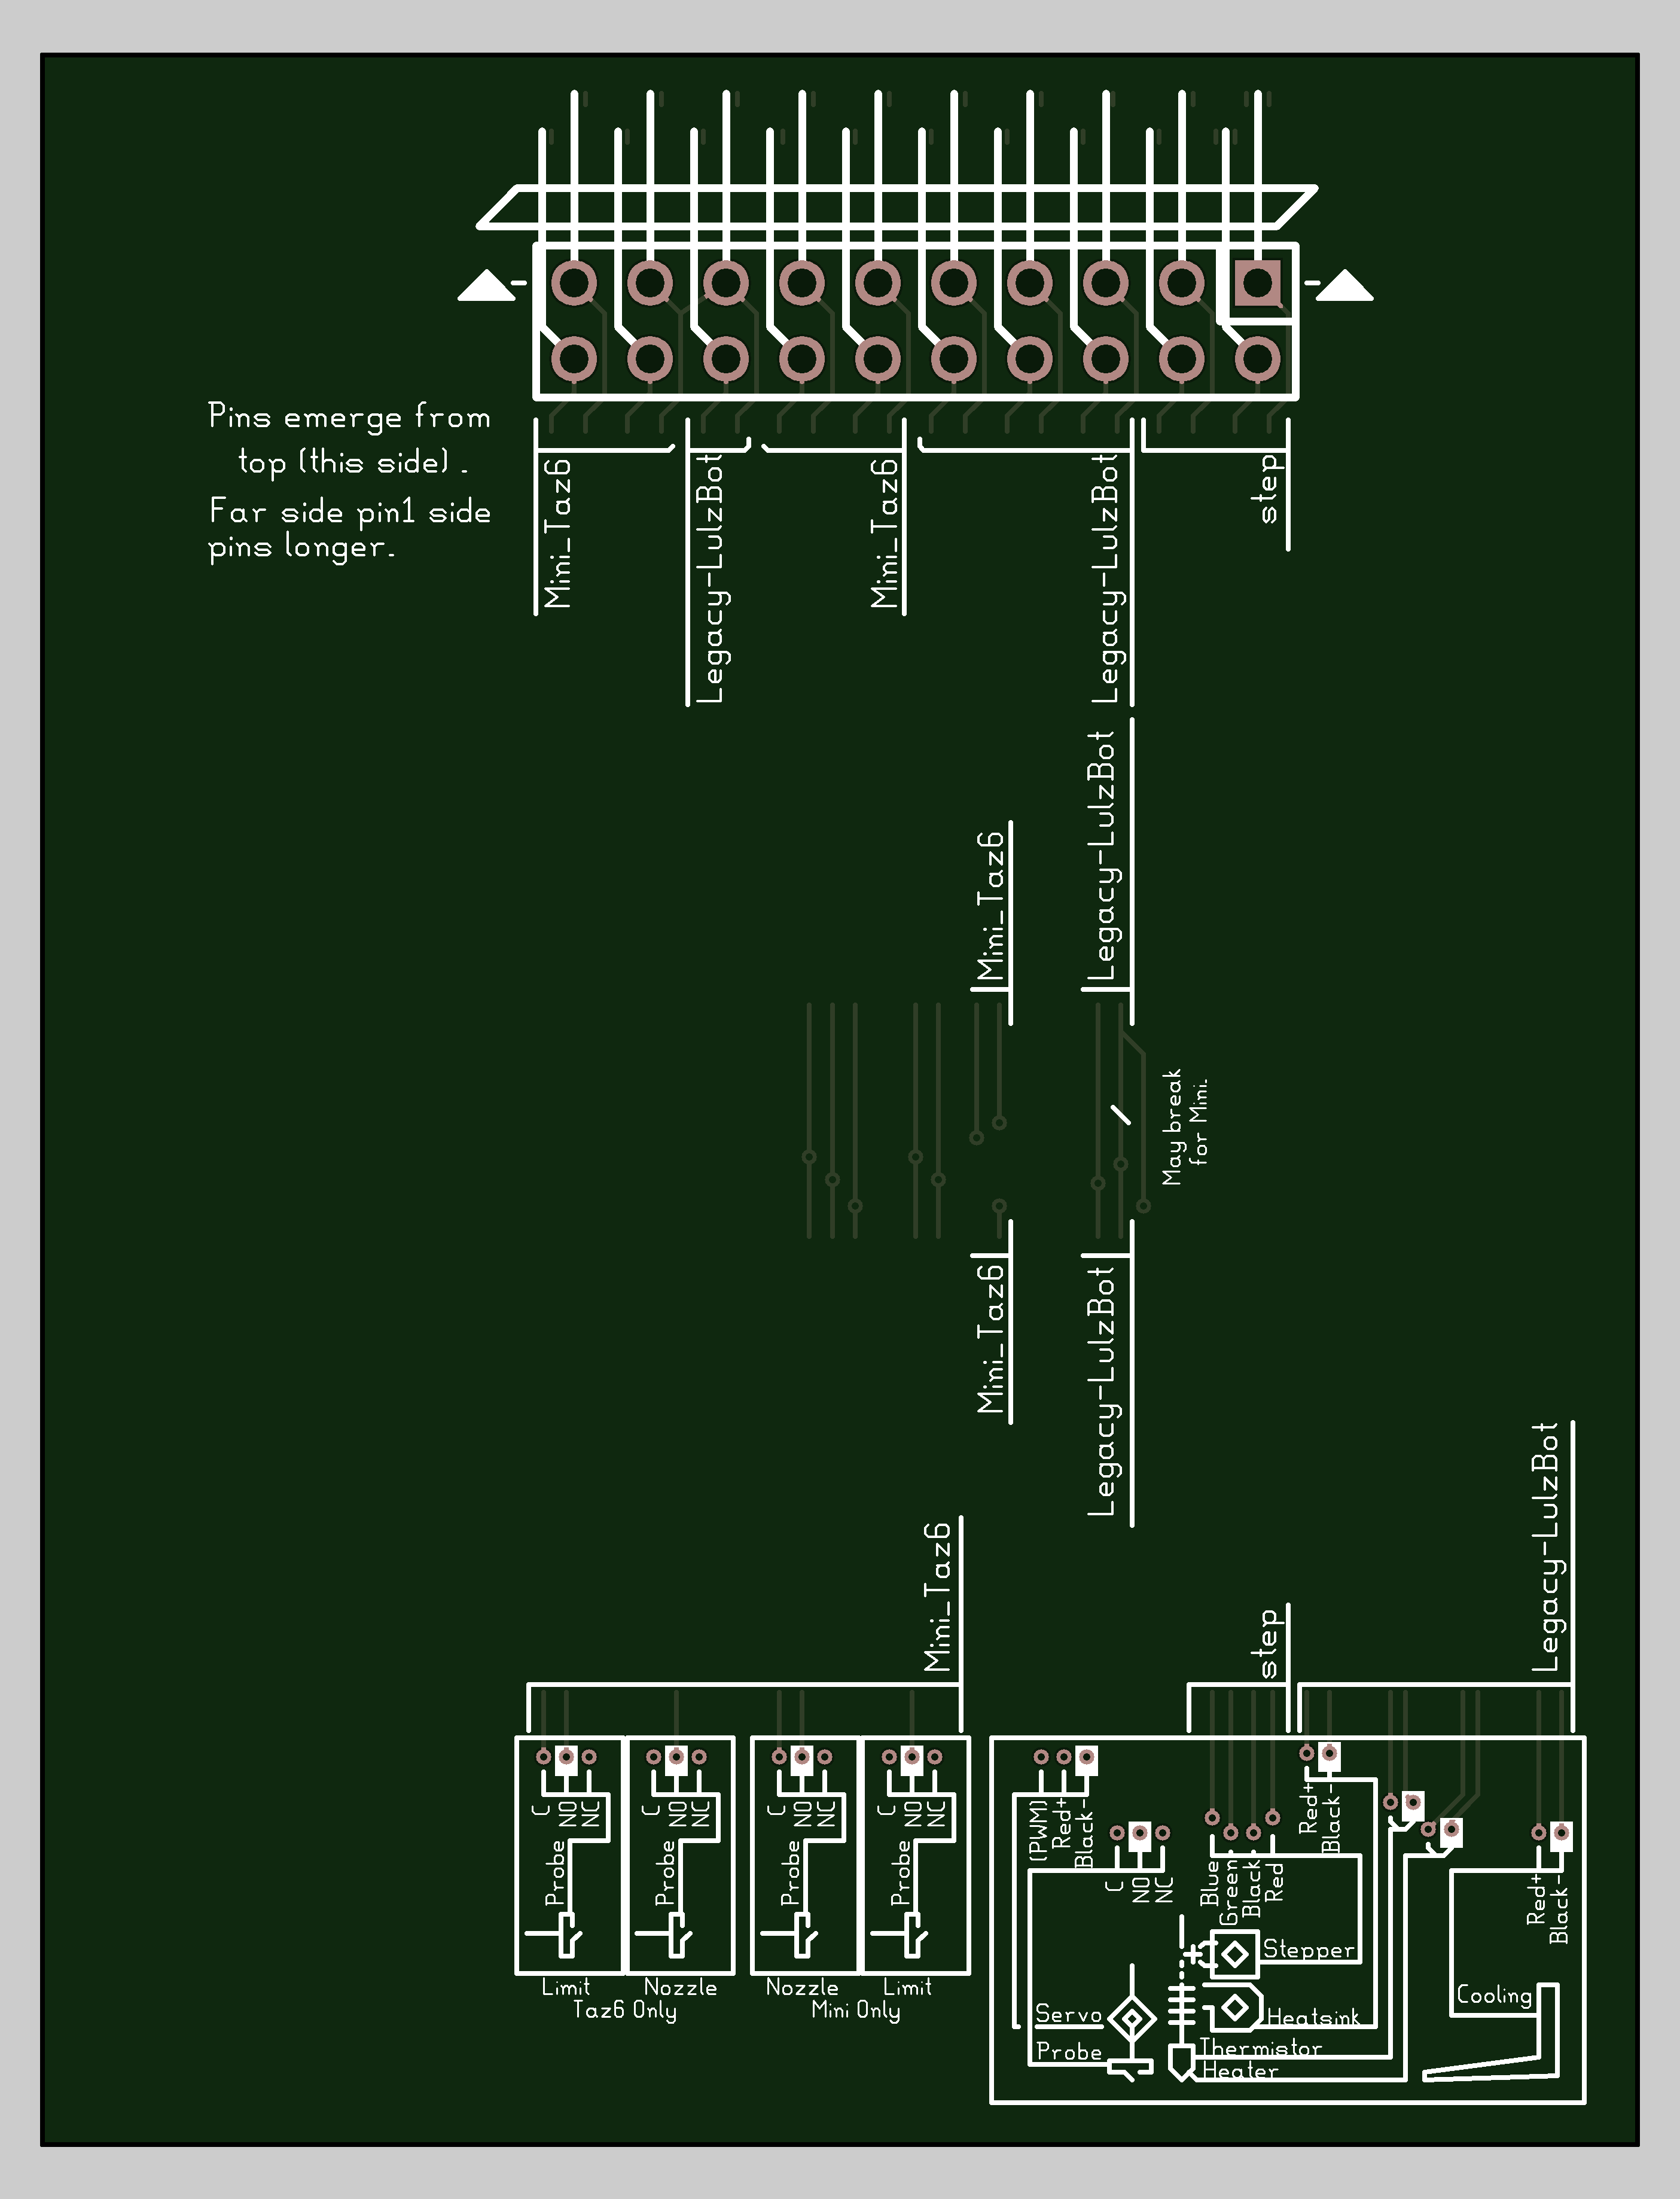 Pins emerge from
top (this side) .
Far side pin1 side
pins longer.
Mini_Taz6
Legacy-LulzBot
Mini_Taz6
Legacy-LulzBot
step
Mini_Taz6
Legacy-LulzBot
May break
for Mini.
Mini_Taz6
Legacy-LulzBot
Mini_Taz6
step
Legacy-LulzBot
C
NO
NC
Probe
C
NO
NC
Probe
C
NO
NC
Probe
C
NO
NC
Probe
Limit
Nozzle
Taz6 Only
Nozzle
Limit
Mini Only
(PWM)
Red+
Black-
C
NO
NC
Blue
Green
Black
Red
Red+
Black-
Red+
Black-
Stepper
Cooling
Servo
Heatsink
Probe
Thermistor
Heater